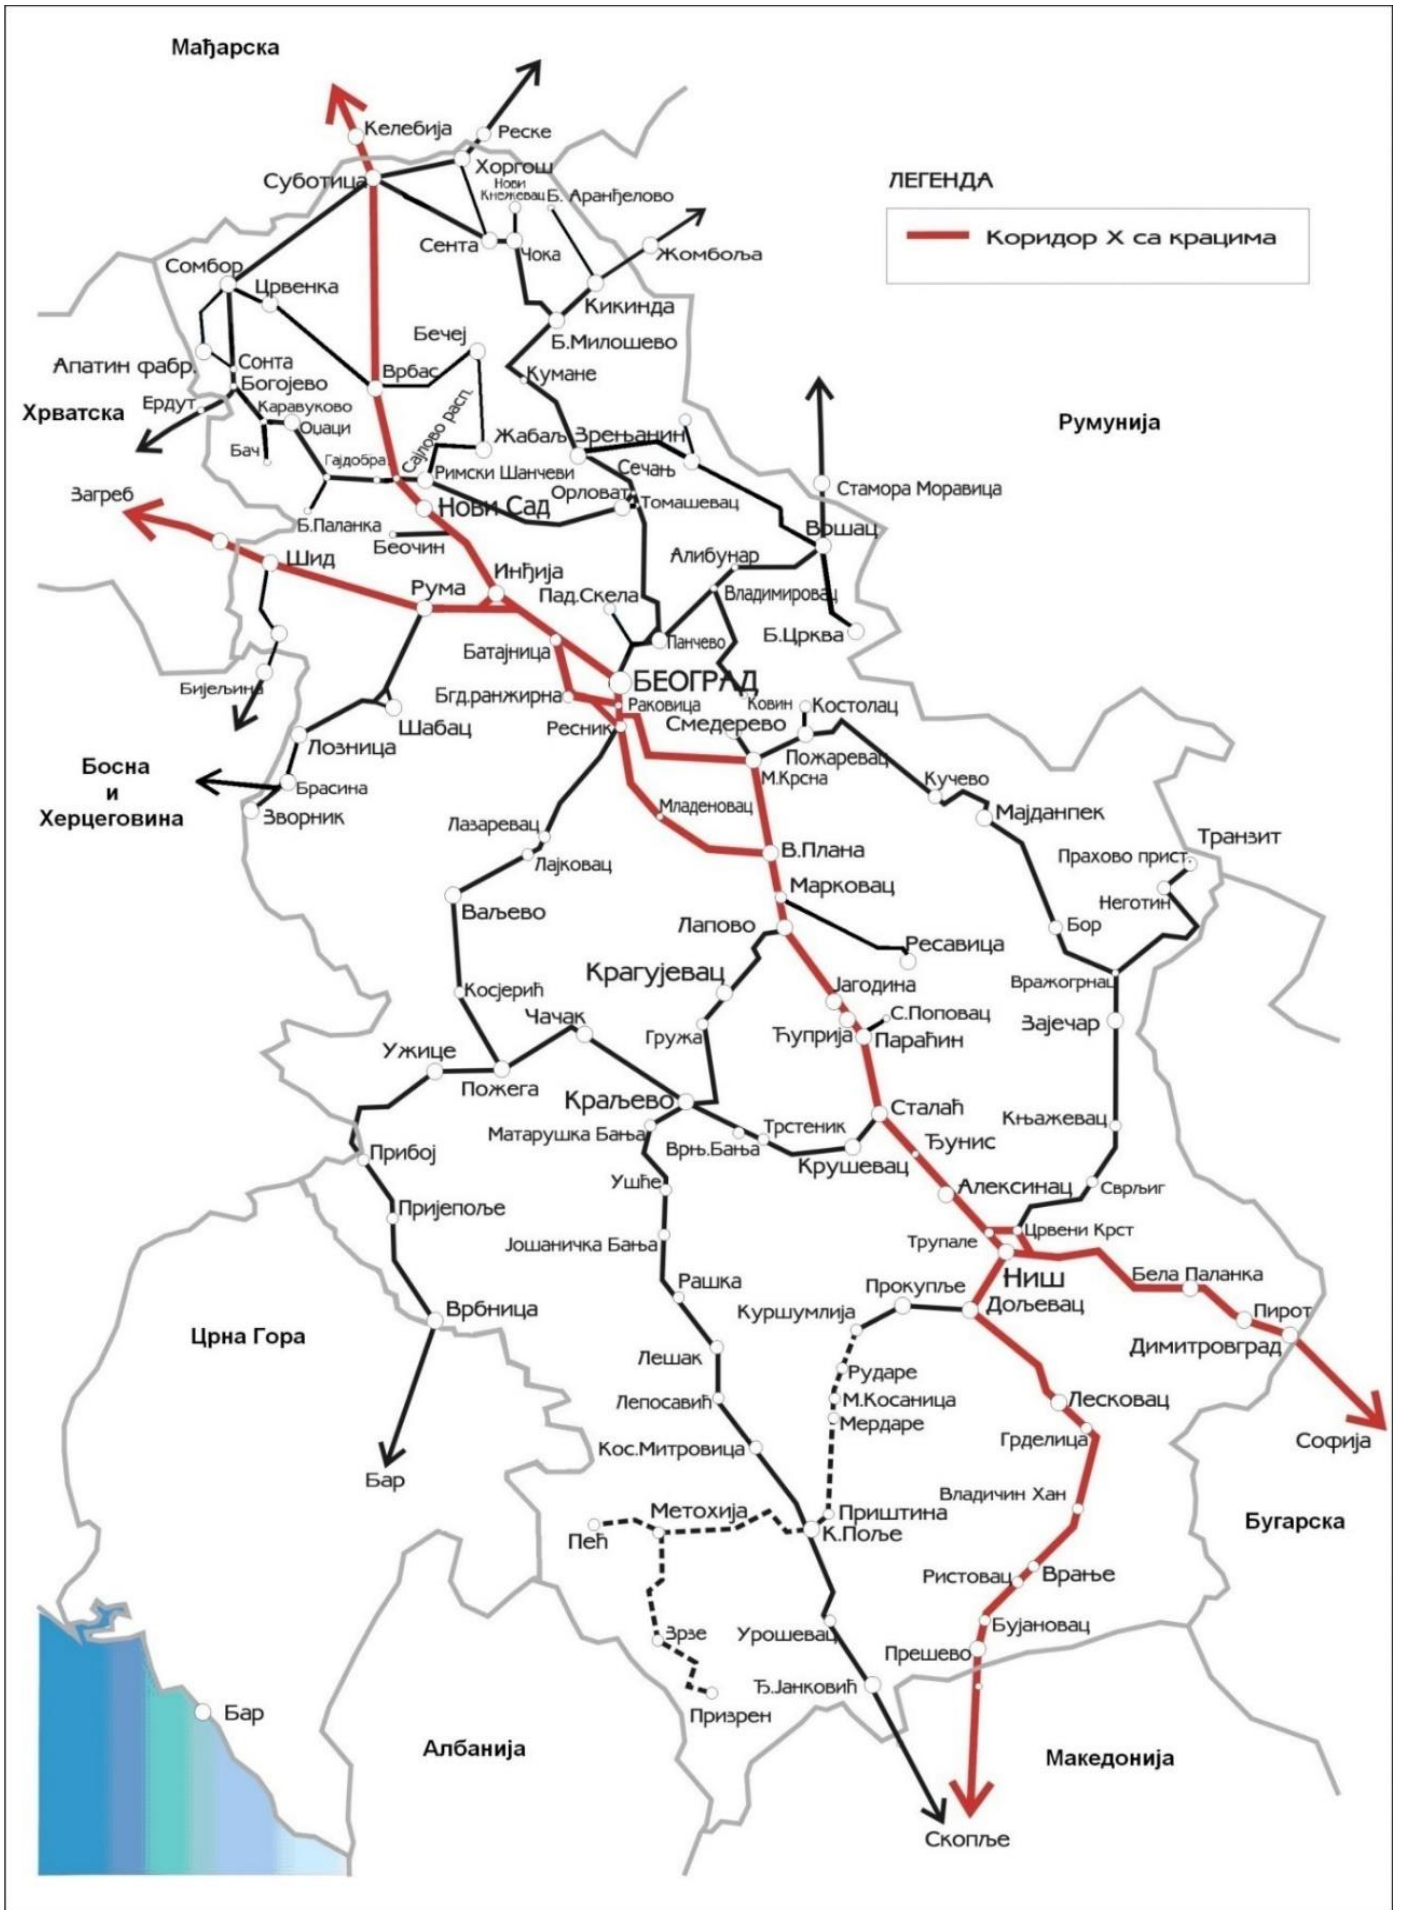 Мађарска
Келебија
Реске
Хоргош
Суботица
Нови
Кнежевац
Б. Аранђелово
ЛЕГЕНДА
Коридор X са крацима
Сента
Чока
Жомбоља
Сомбор
Црвенка
Кикинда
Бечеј
Б.Милошево
Апатин фабр.
Сонта
Врбас
Кумане
Богојево
Ердут
Каравуково
Хрватска
Оџаци
Сајлово расп.
Жабаљ
Зрењанин
Румунија
Бач
Гајдобра
Римски Шанчеви
Сечањ
Загреб
Орловат
Томашевац
Стамора Моравица
Б.Паланка
Нови Сад
Вошац
Беочин
Шид
Алибунар
Инђија
Рума
Пад.Скела
Владимировац
Б.Црква
Панчево
Батајница
БЕОГРАД
Бијељина
Бгд.ранжирна
Раковица
Ковин
Костолац
Шабац
Ресник
Смедерево
Лозница
Пожаревац
Босна
и
Херцеговина
М.Крсна
Кучево
Брасина
Зворник
Младеновац
Мајданпек
Лазаревац
Транзит
Лајковац
В.Плана
Прахово прист.
Марковац
Неготин
Ваљево
Лапово
Бор
Ресавица
Крагујевац
Вражогрнац
Косјерић
Јагодина
С.Поповац
Чачак
Гружа
Ћуприја
Параћин
Зајечар
Ужице
Пожега
Краљево
Сталаћ
Матарушка Бања
Трстеник
Књажевац
Врњ.Бања
Ђунис
Прибој
Крушевац
Ушће
Алексинац
Сврљиг
Пријепоље
Јошаничка Бања
Трупале
Црвени Крст
Рашка
Ниш
Бела Паланка
Врбница
Прокупље
Дољевац
Куршумлија
Пирот
Црна Гора
Димитровград
Лешак
Рударе
Лепосавић
М.Косаница
Лесковац
Мердаре
Кос.Митровица
Грделица
Софија
Бар
Владичин Хан
Метохија
Приштина
Бугарска
Пећ
К.Поље
Ристовац
Врање
Зрзе
Урошевац
Бујановац
Прешево
Ђ.Јанковић
Призрен
Бар
Албанија
Македонија
Скопље